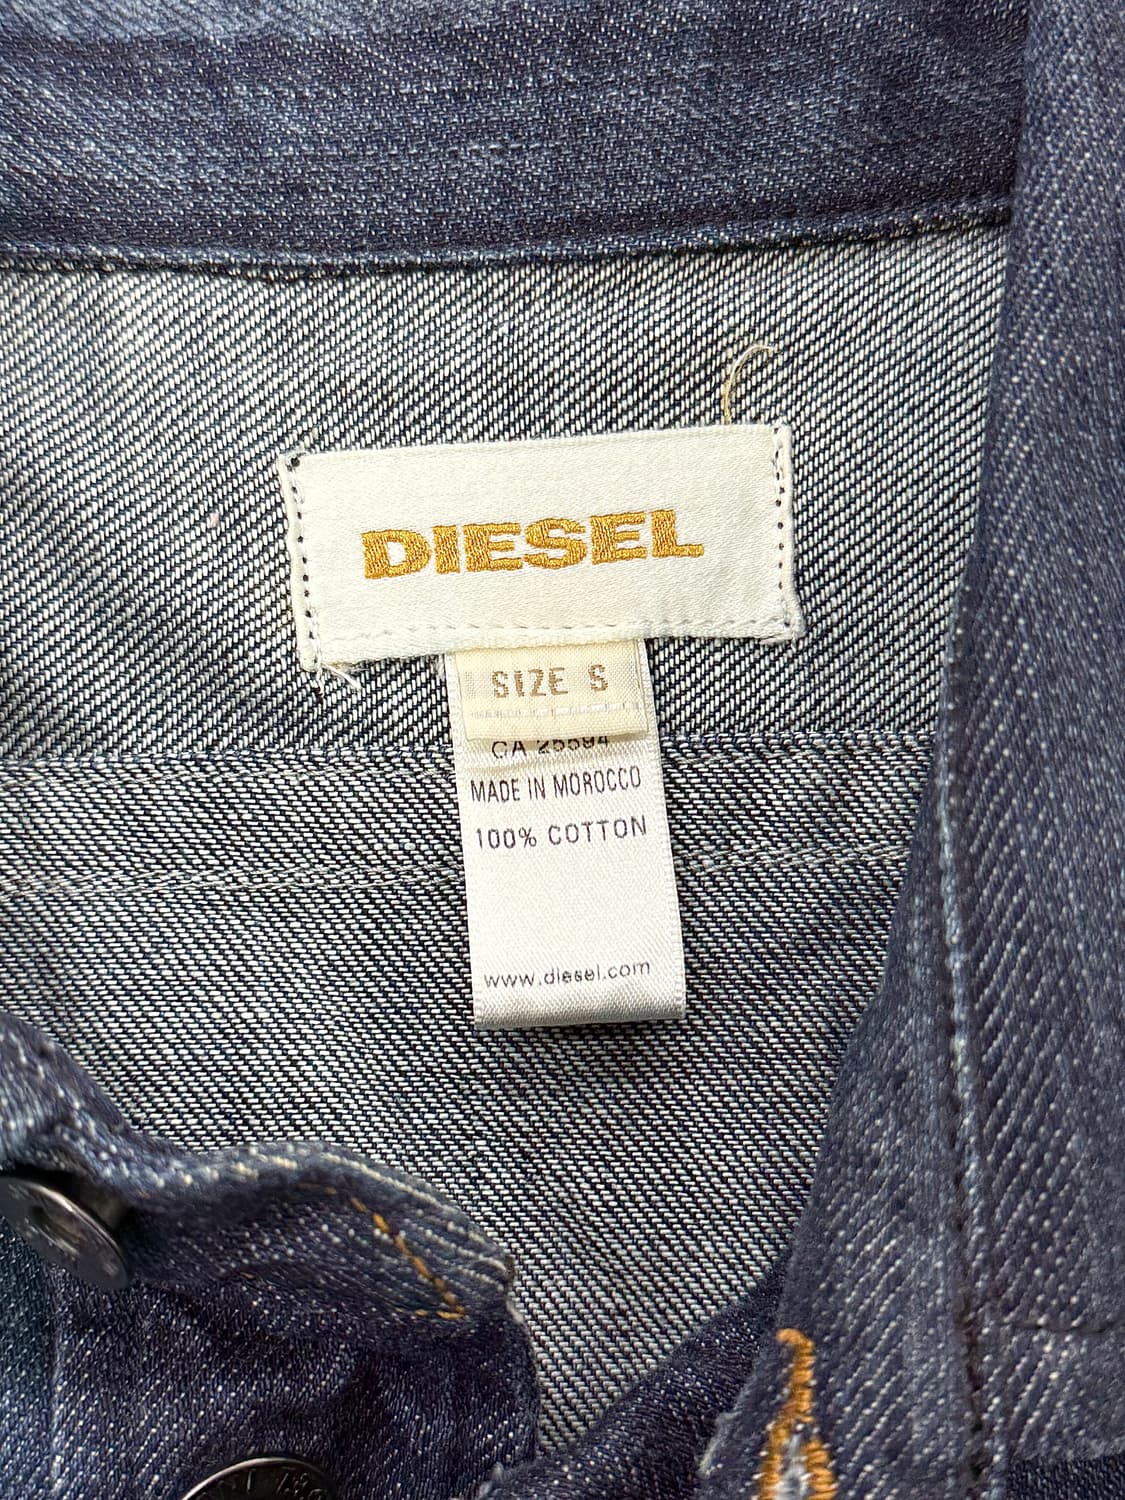 DIESEL
SIZE S
CA 25594
MADE IN MOROCCO
100% COTTON
www.diesel.com